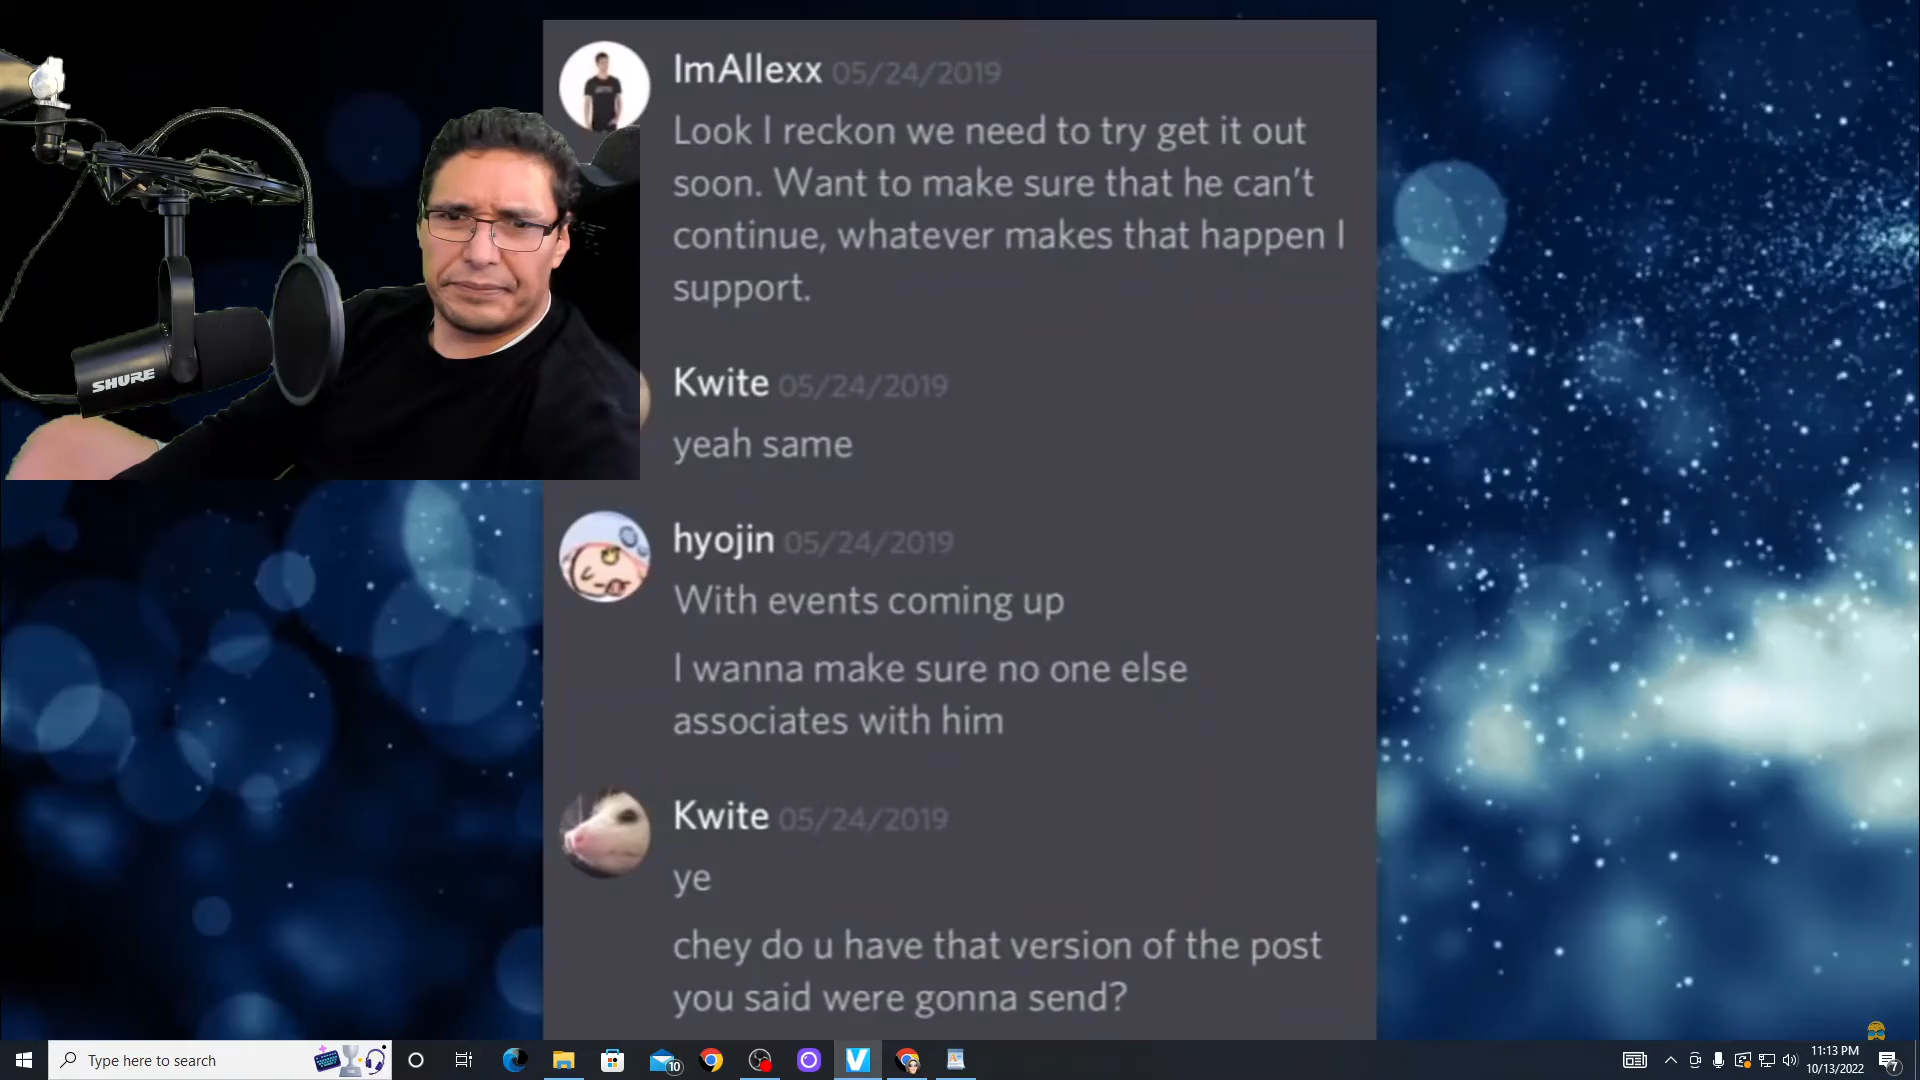 ImAllexx 05/24/2019
Look I reckon we need to try get it out
soon. Want to make sure that he can't
continue, whatever makes that happen I
support.
Kwite 05/24/2019
yeah same
hyojin 05/24/2019
With events coming up
I wanna make sure no one else
associates with him
Kwite 05/24/2019
ye
chey do u have that version of the post
you said were gonna send?
SHURE
Type here to search
10
11:13 PM
10/13/2022
7